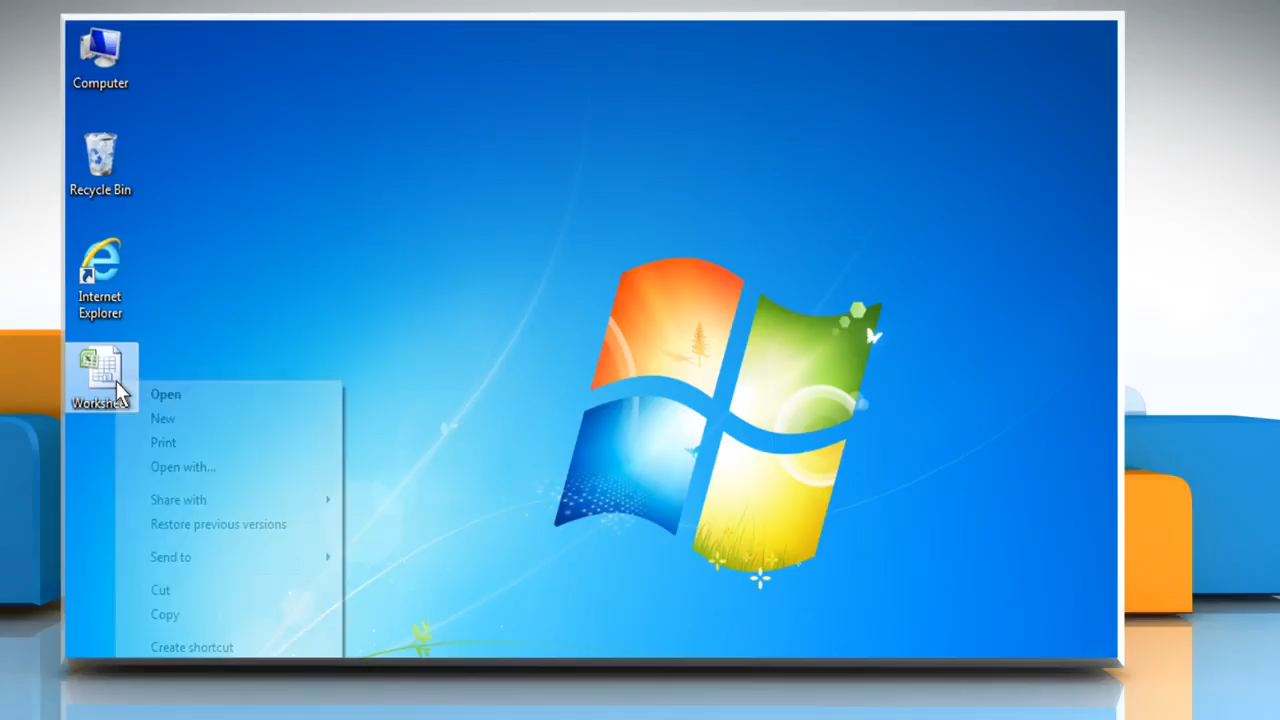 Computer
Recycle Bin
Internet
Explorer
Open
New
Print
Open with...
Share with
Restore previous versions
Send to
Cut
Copy
Create shortcut